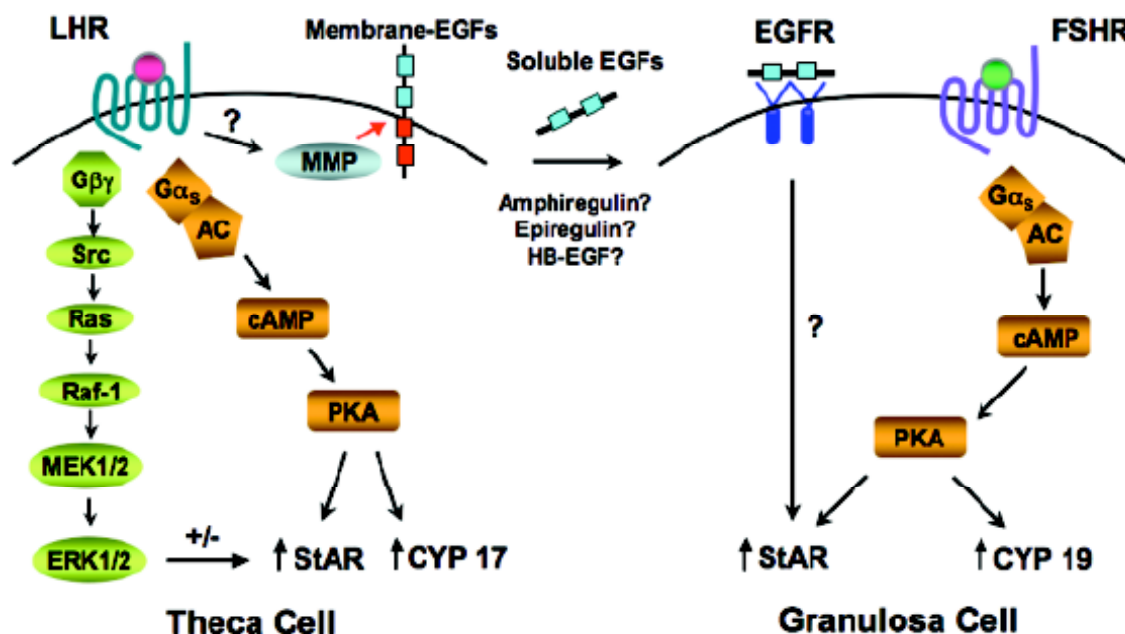 LHR
Membrane-EGFs
?
MMP
Gβγ
Gαs
AC
Src
Ras
Raf-1
MEK1/2
ERK1/2
cAMP
PKA
+/-
↑StAR
↑CYP 17
Theca Cell
Soluble EGFs
Amphiregulin?
Epiregulin?
HB-EGF?
EGFR
FSHR
?
Gαs
AC
cAMP
PKA
↑StAR
↑CYP 19
Granulosa Cell